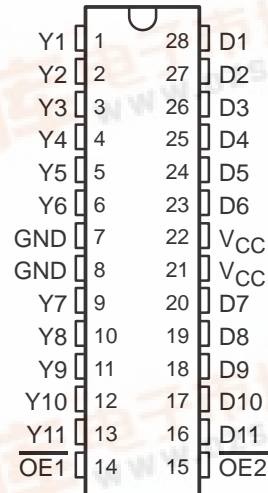 Y1 1 28 D1
Y2 2 27 D2
Y3 3 26 D3
Y4 4 25 D4
Y5 5 24 D5
Y6 6 23 D6
GND 7 22 VCC
GND 8 21 VCC
Y7 9 20 D7
Y8 10 19 D8
Y9 11 18 D9
Y10 12 17 D10
Y11 13 16 D11
OE1 14 15 OE2